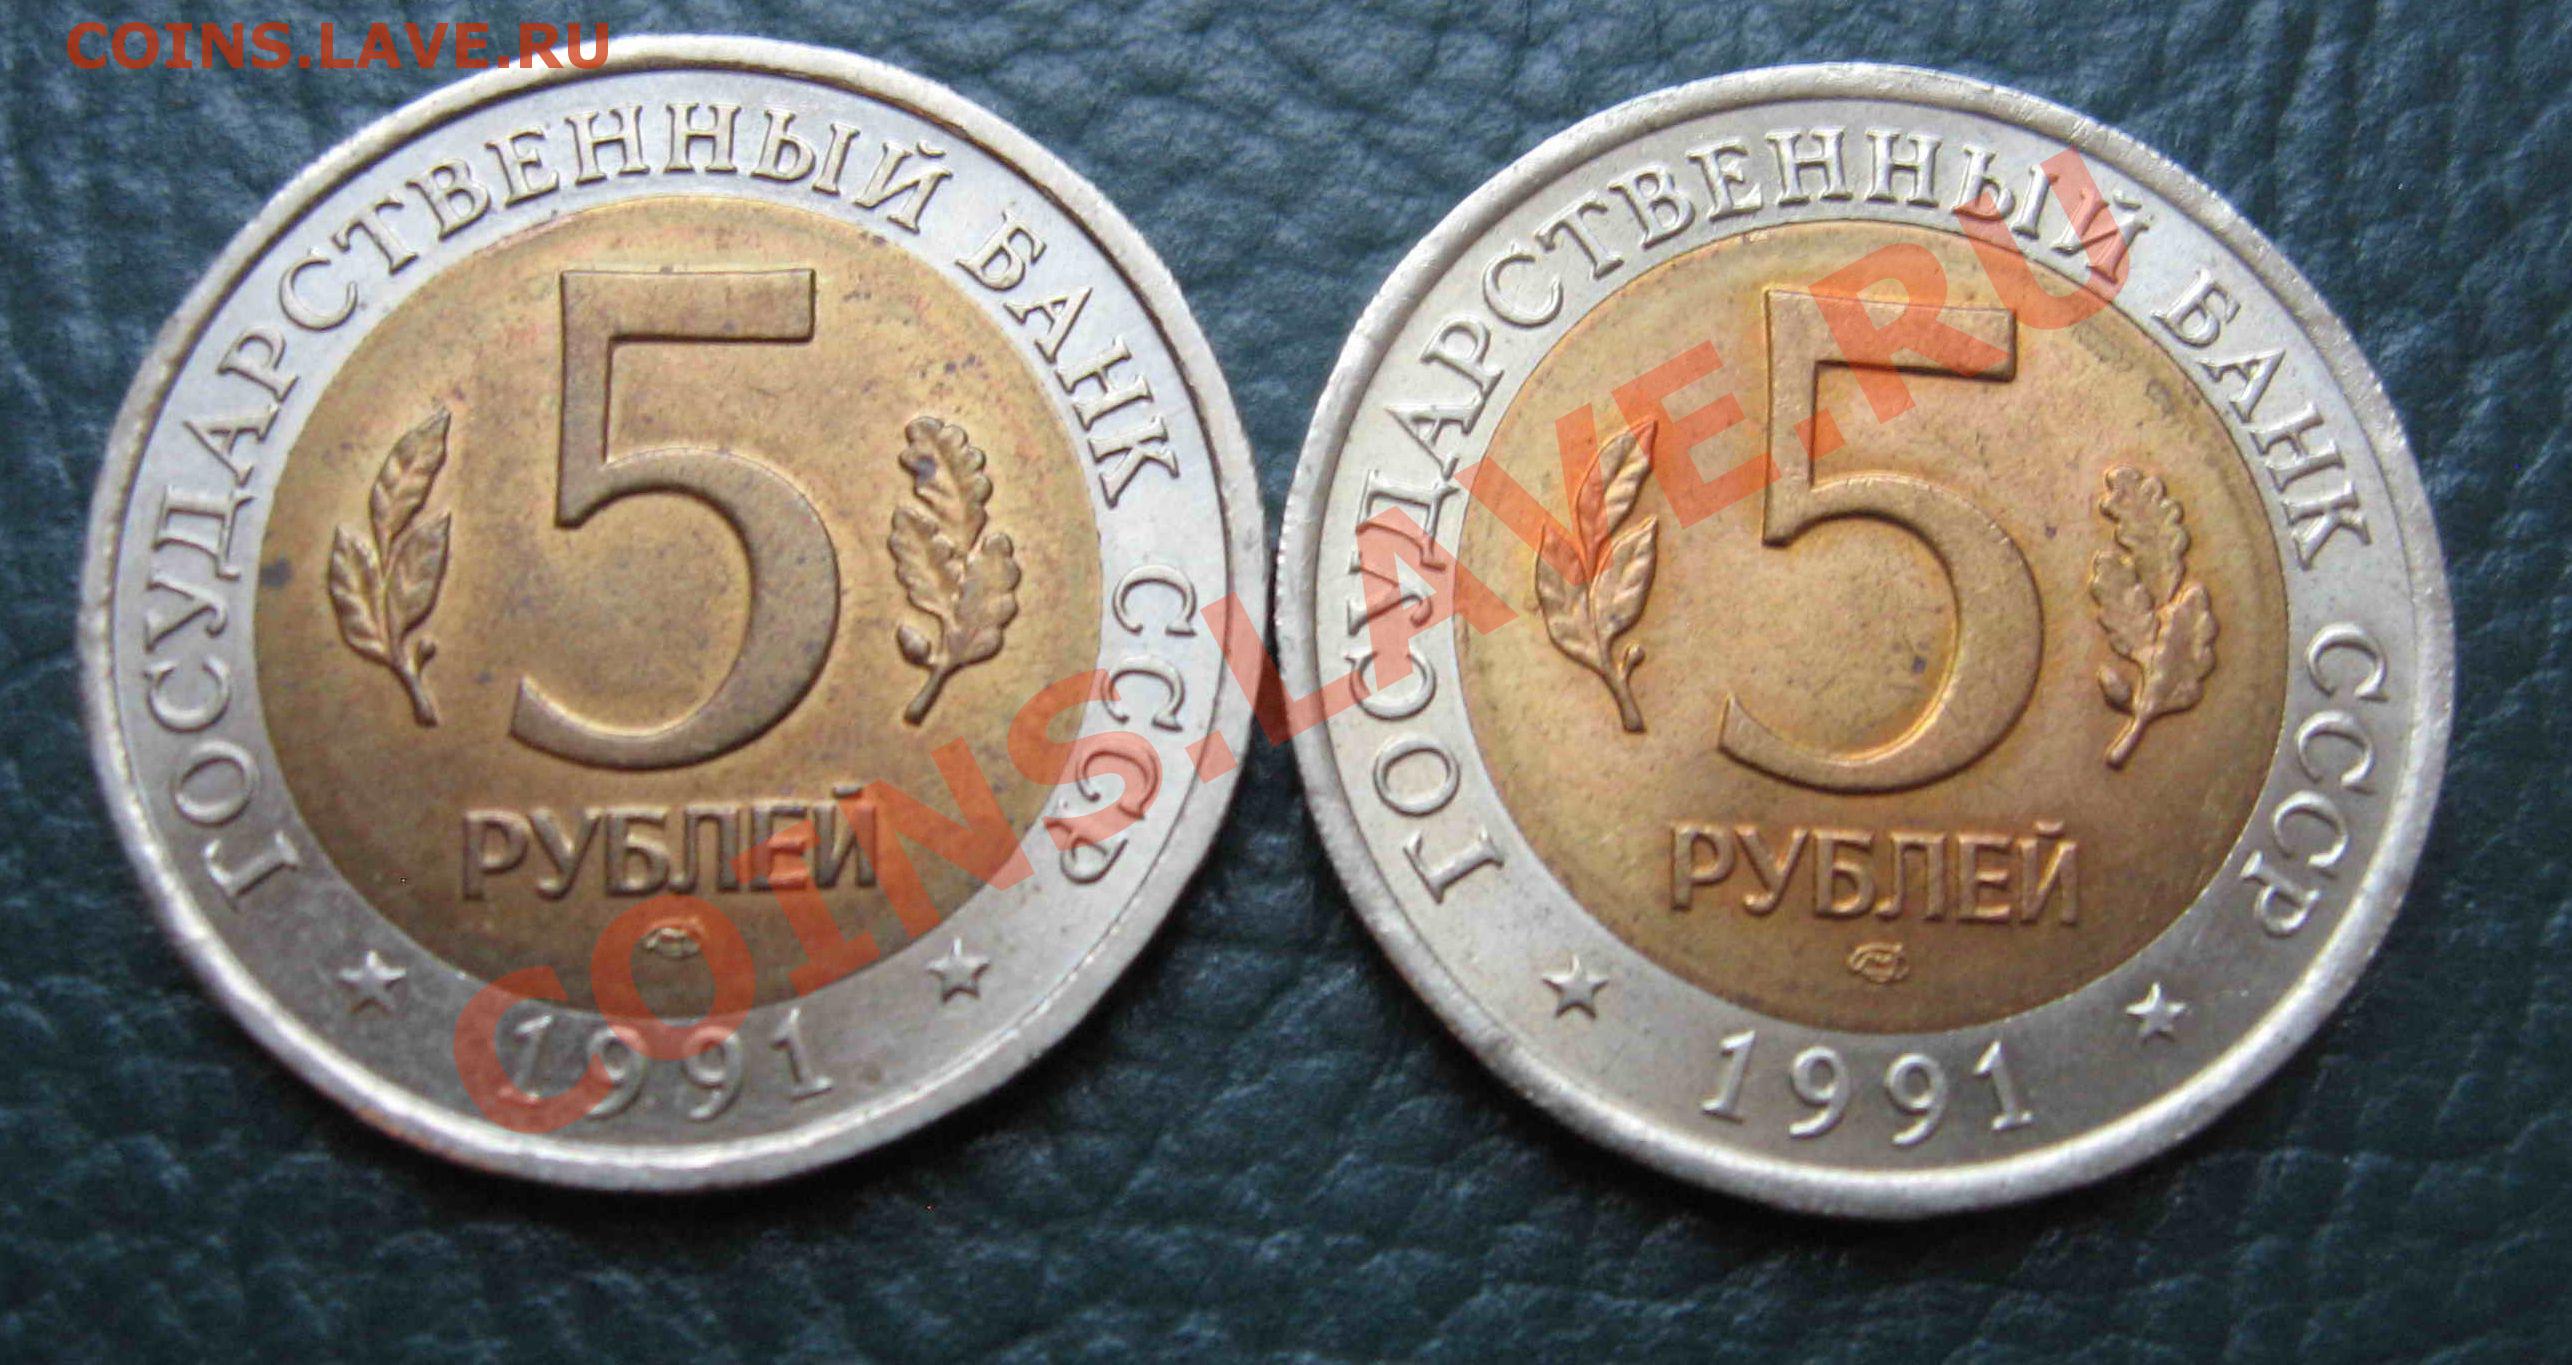 COINS.LAVE.RU
ГОСУДАРСТВЕННЫЙ БАНК СССР
5
РУБЛЕЙ
1991
ГОСУДАРСТВЕННЫЙ БАНК СССР
5
РУБЛЕЙ
1991
COINS.LAVE.RU